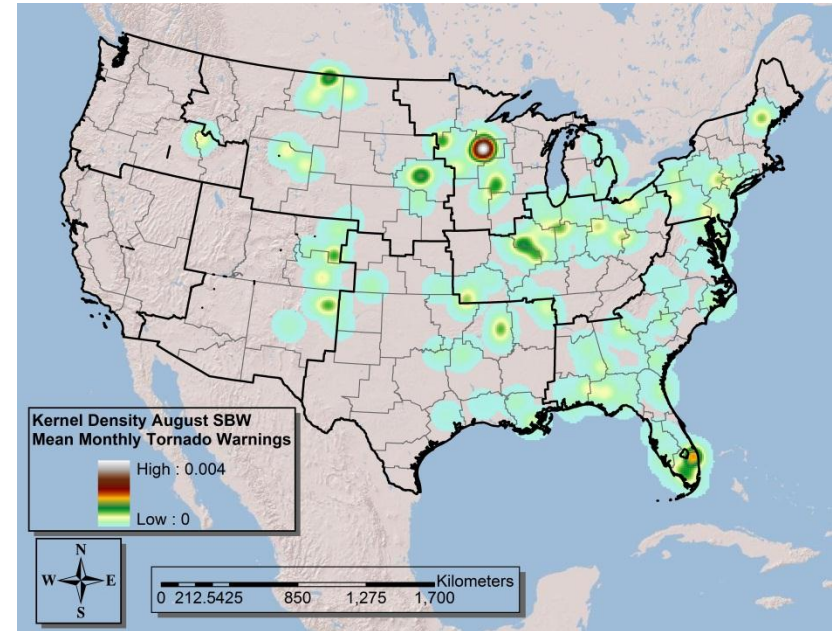 Kernel Density August SBW
Mean Monthly Tornado Warnings
High : 0.004
Low : 0
N
W E
S
Kilometers
0 212.5425 850 1,275 1,700